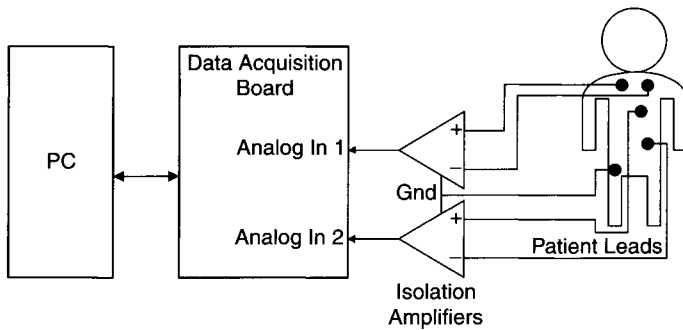 Data Acquisition
Board
PC
Analog In 1
+
−
Gnd
Analog In 2
+
−
Patient Leads
Isolation
Amplifiers